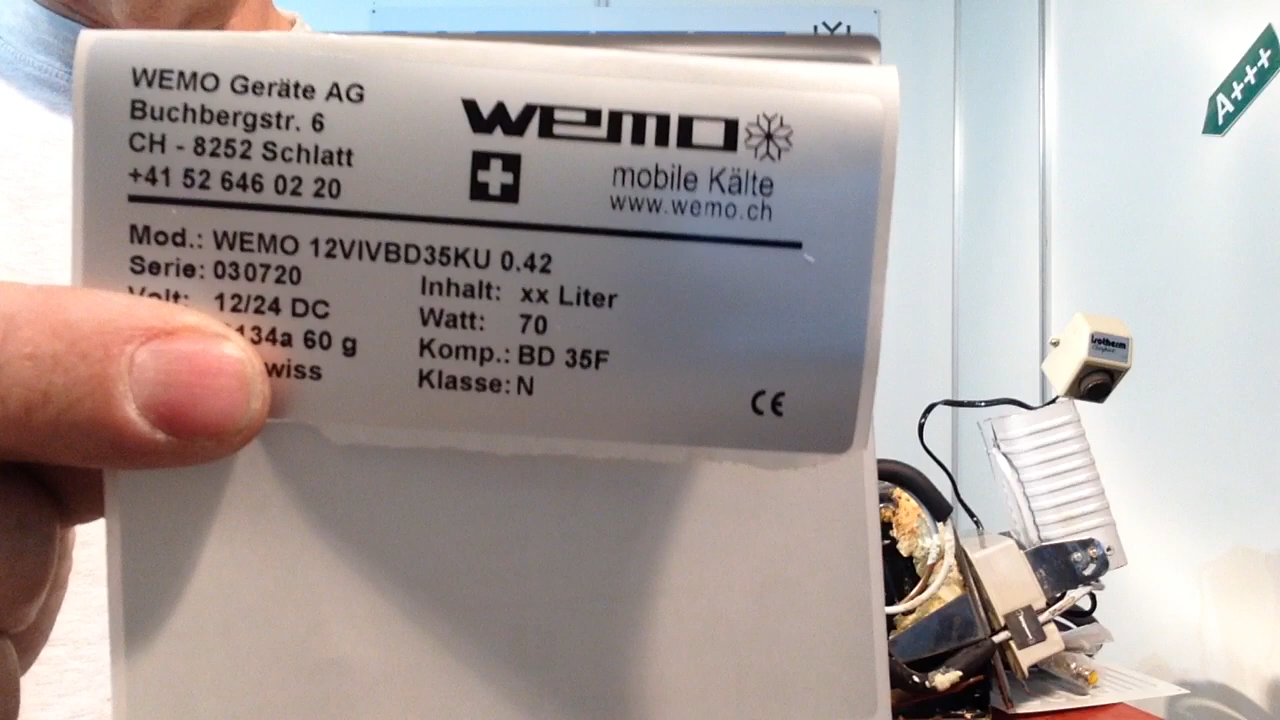 WEMO Geräte AG
Buchbergstr. 6
CH - 8252 Schlatt
+41 52 646 02 20
wemo
mobile Kälte
www.wemo.ch
Mod.: WEMO 12VIVBD35KU 0.42
Serie: 030720
Volt: 12/24 DC
134a 60 g
wiss
Inhalt: xx Liter
Watt: 70
Komp.: BD 35F
Klasse: N
CE
A+++
isotherm